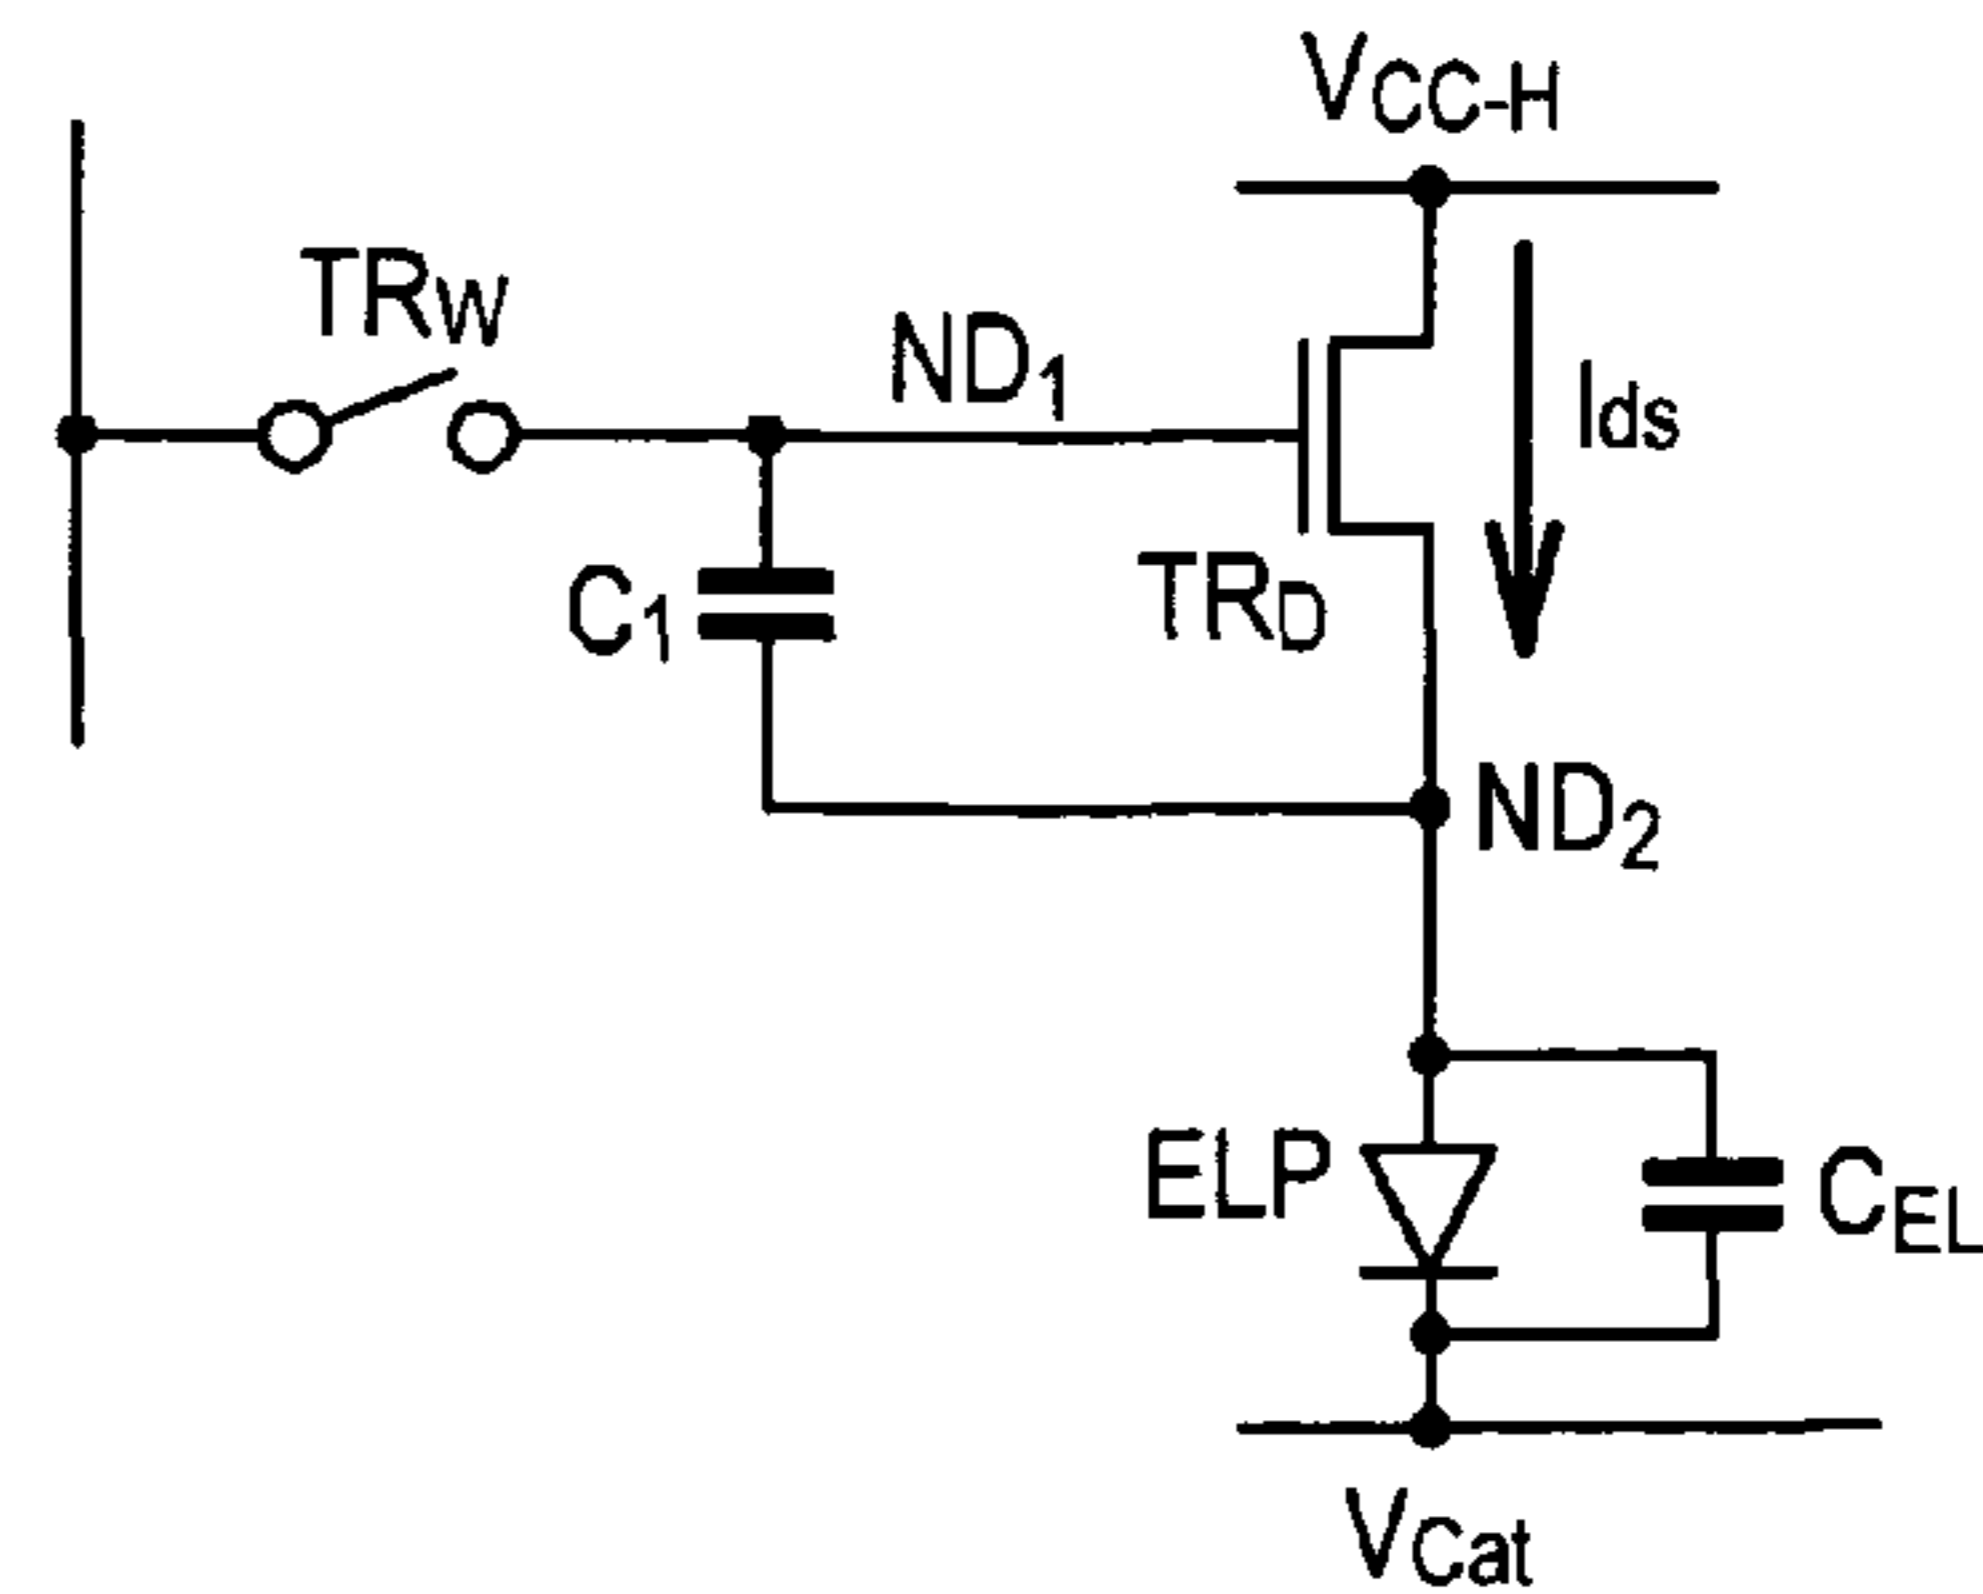 VCC-H
TRW
ND1
Ids
C1
TRD
ND2
ELP
CEL
VCat